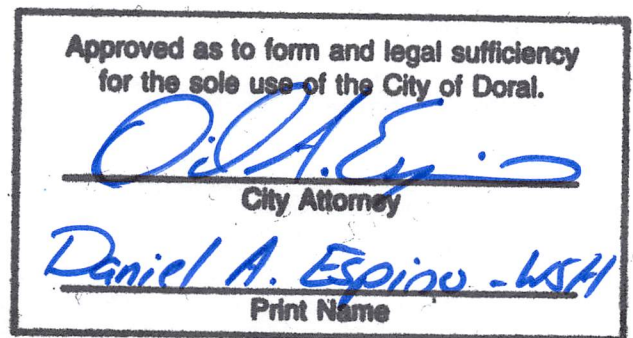 Approved as to form and legal sufficiency
for the sole use of the City of Doral.
City Attorney
Daniel A. Espino - WSH
Print Name